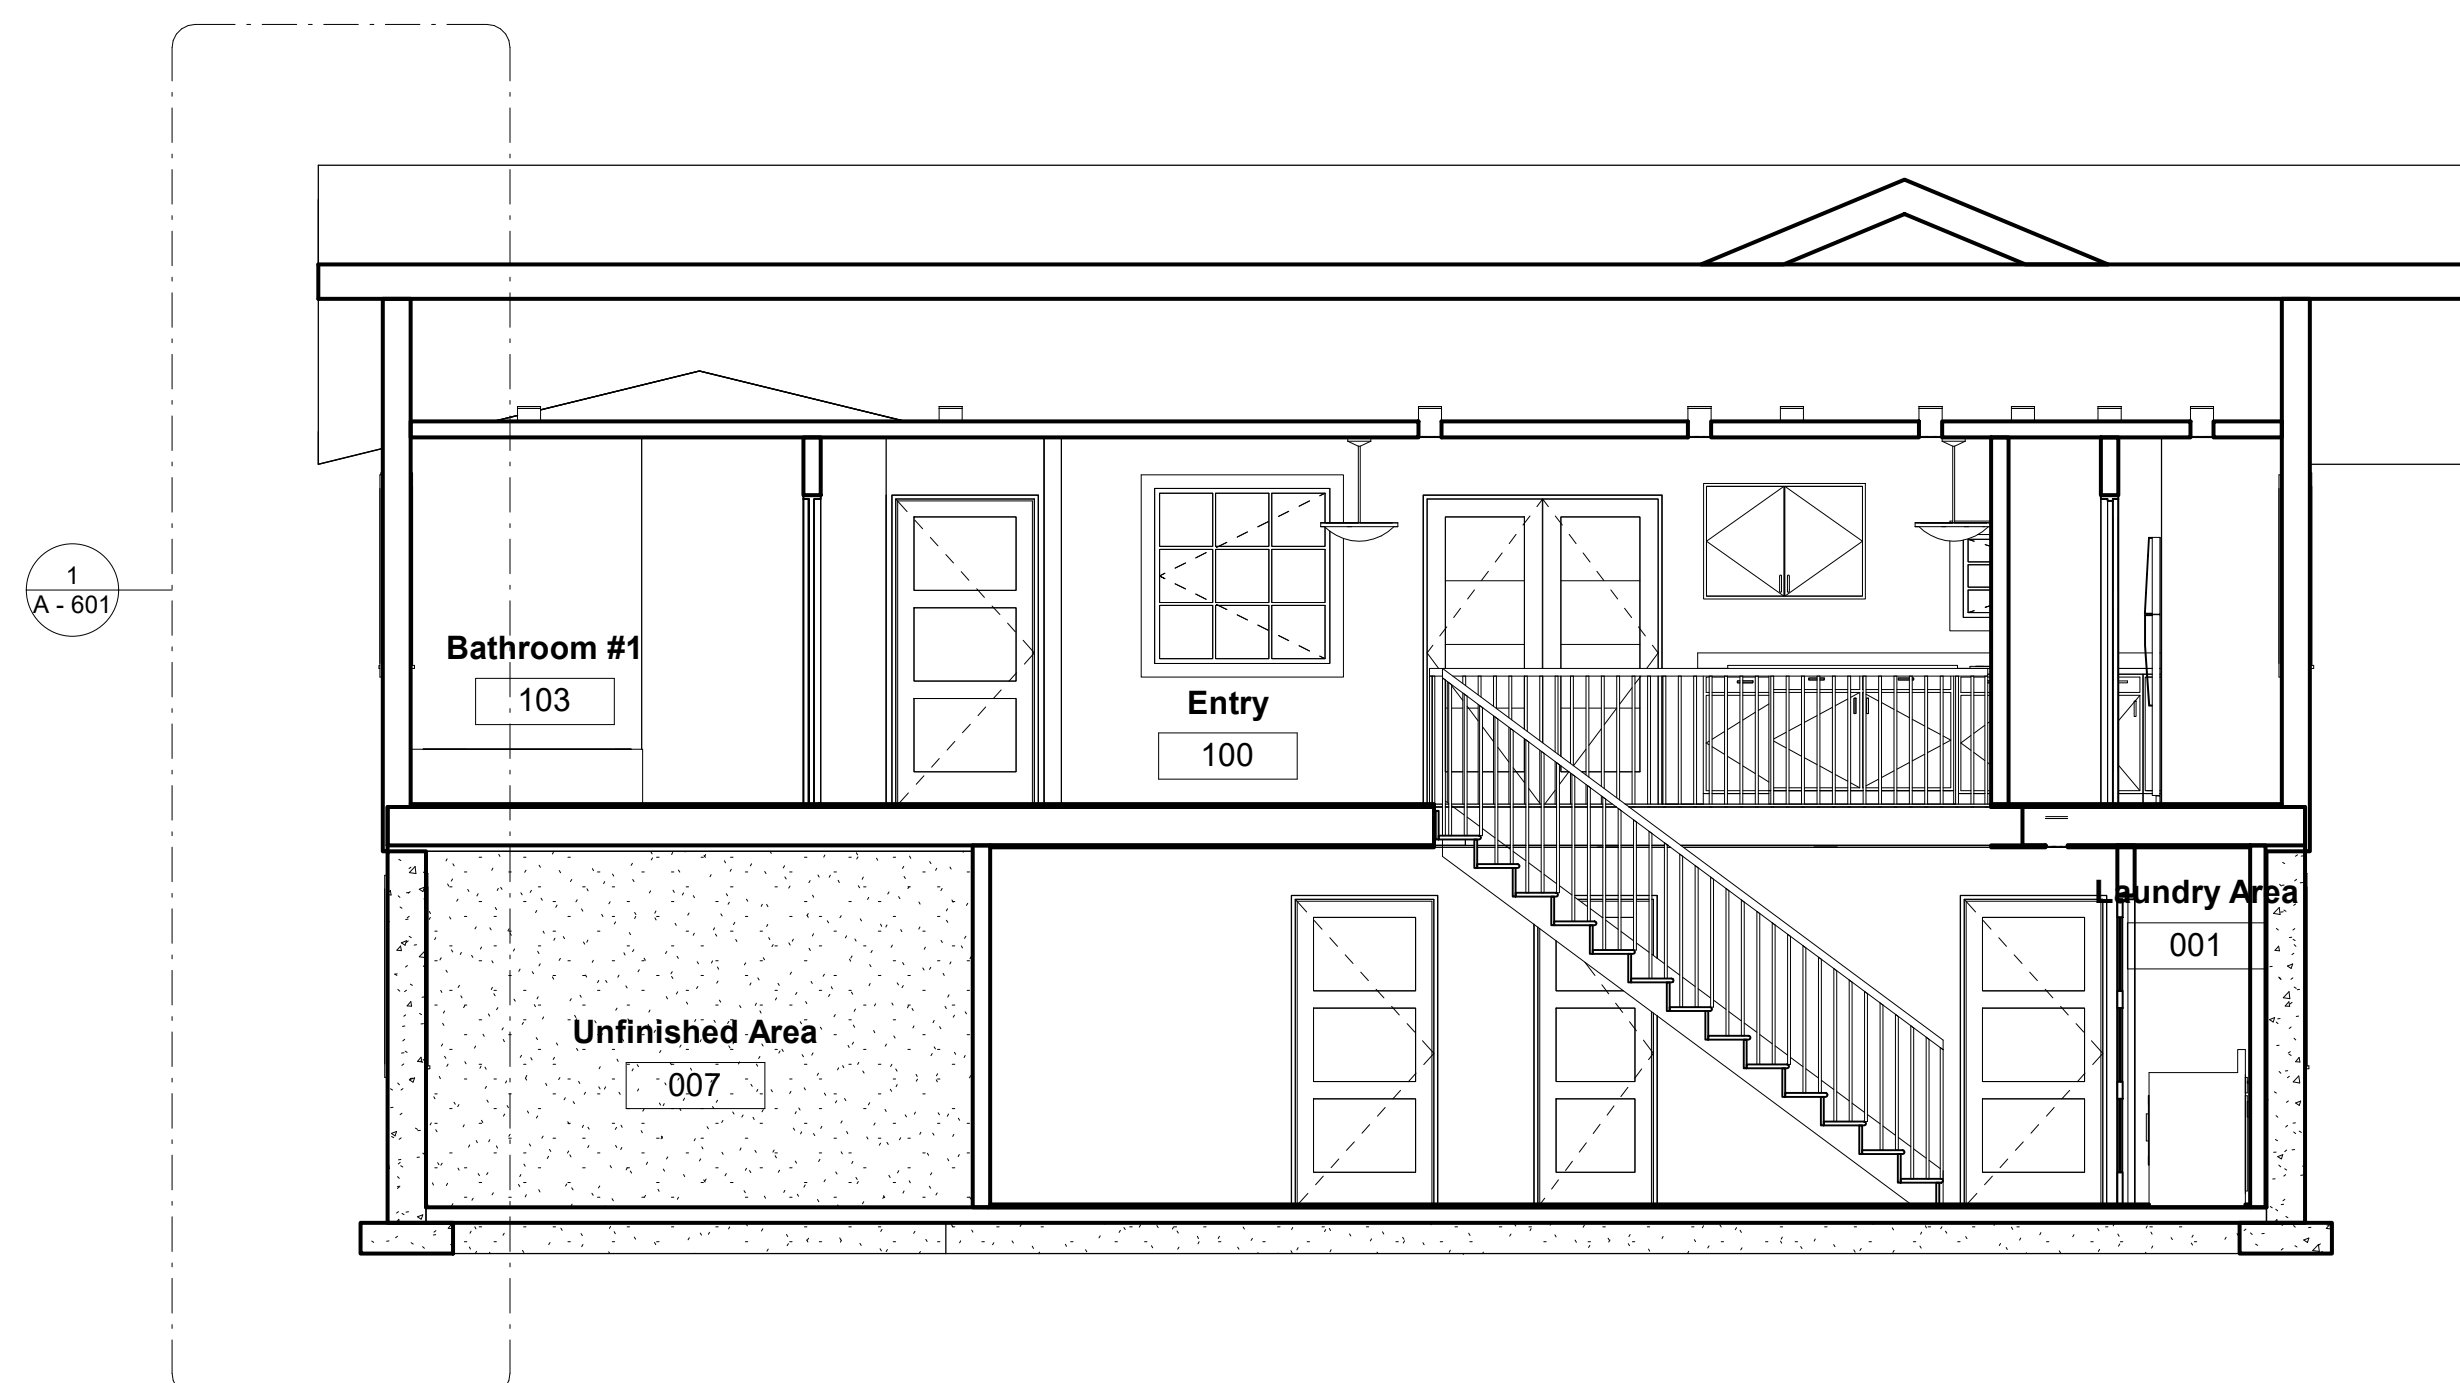 1
A - 601
Bathroom #1
103
Entry
100
Laundry Area
001
Unfinished Area
007